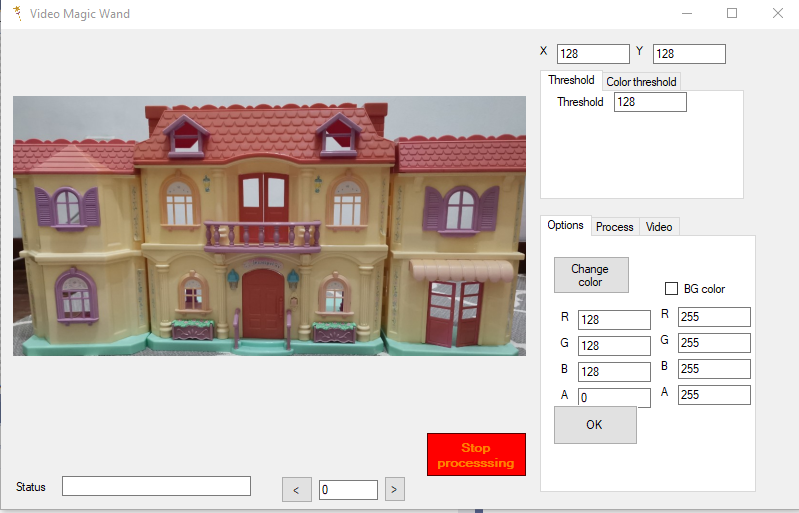 Video Magic Wand
X 128 Y 128
Threshold Color threshold
Threshold 128
Options Process Video
Change
color
BG color
R 128 R 255
G 128 G 255
B 128 B 255
A 0 A 255
OK
Stop
processsing
Status < 0 >